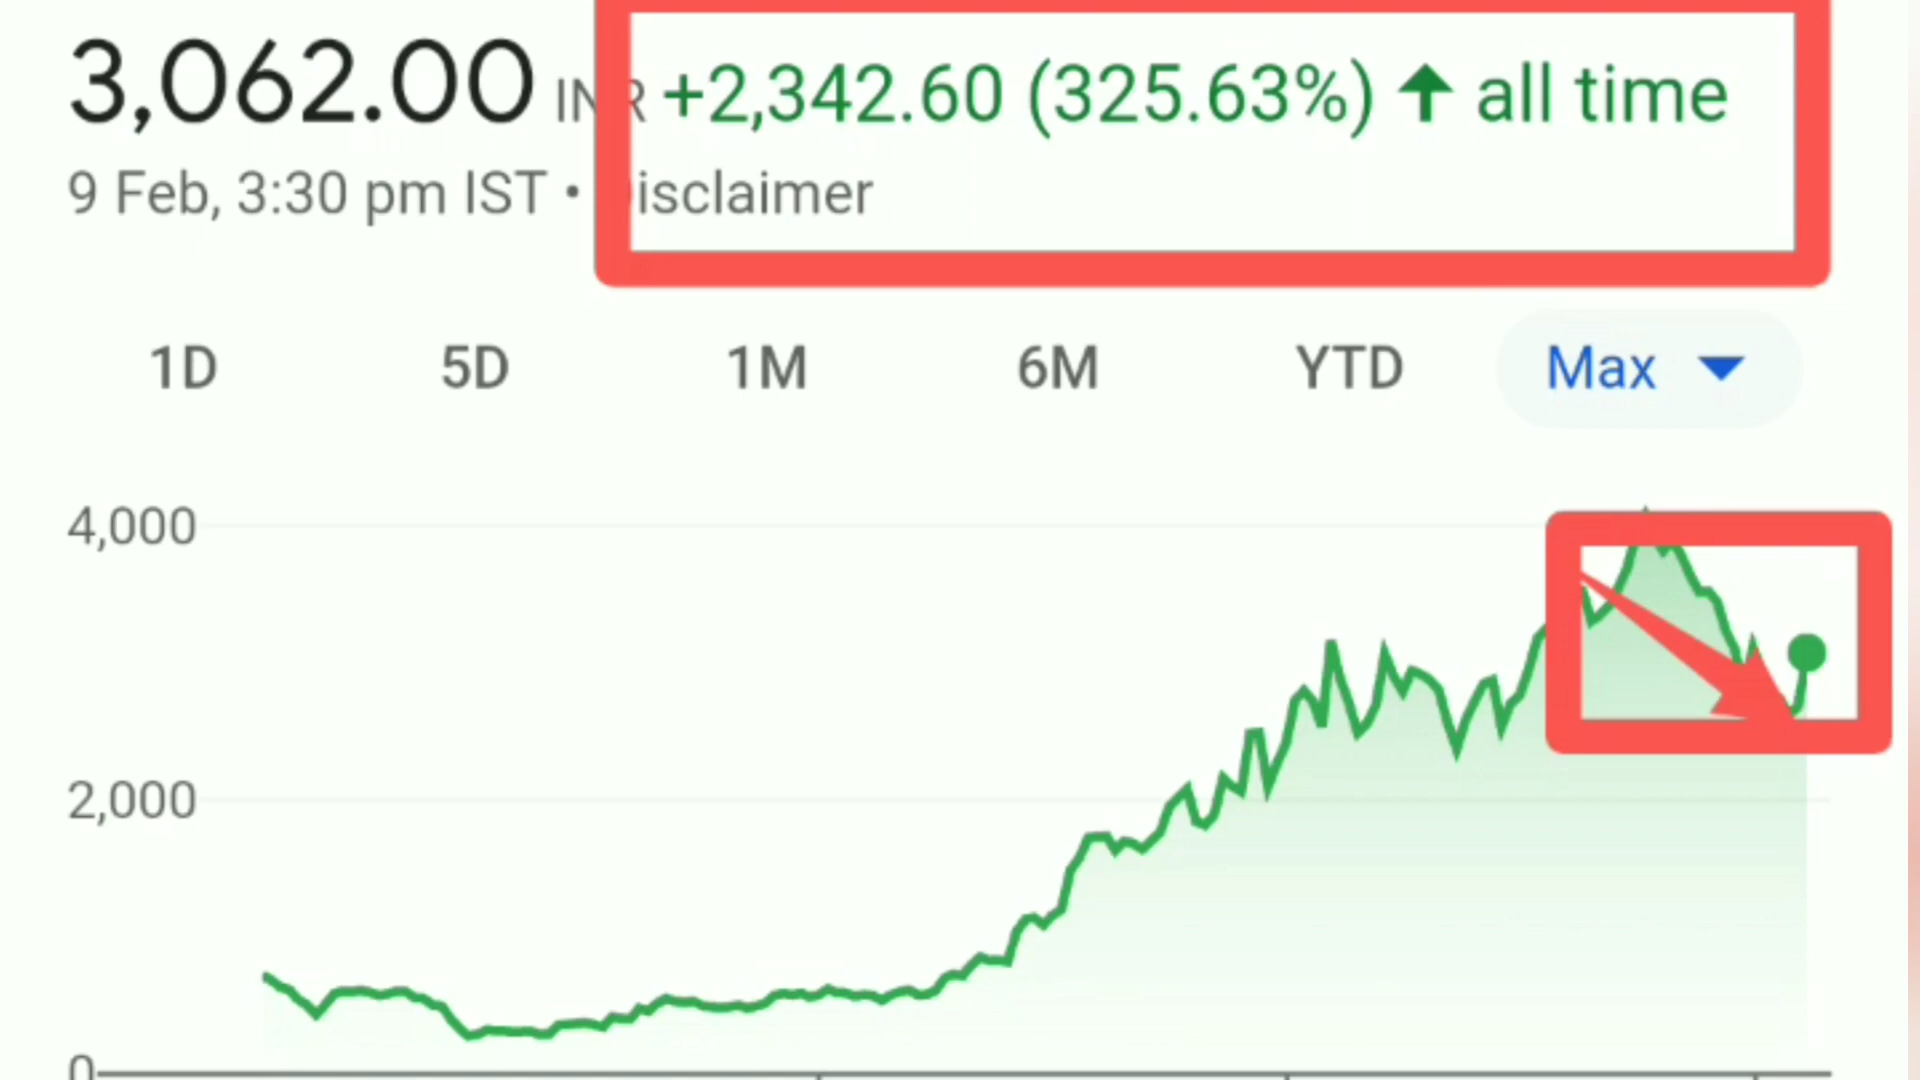 3,062.00 INR +2,342.60 (325.63%) ↑ all time
9 Feb, 3:30 pm IST • isclaimer
1D 5D 1M 6M YTD Max
4,000
2,000
0